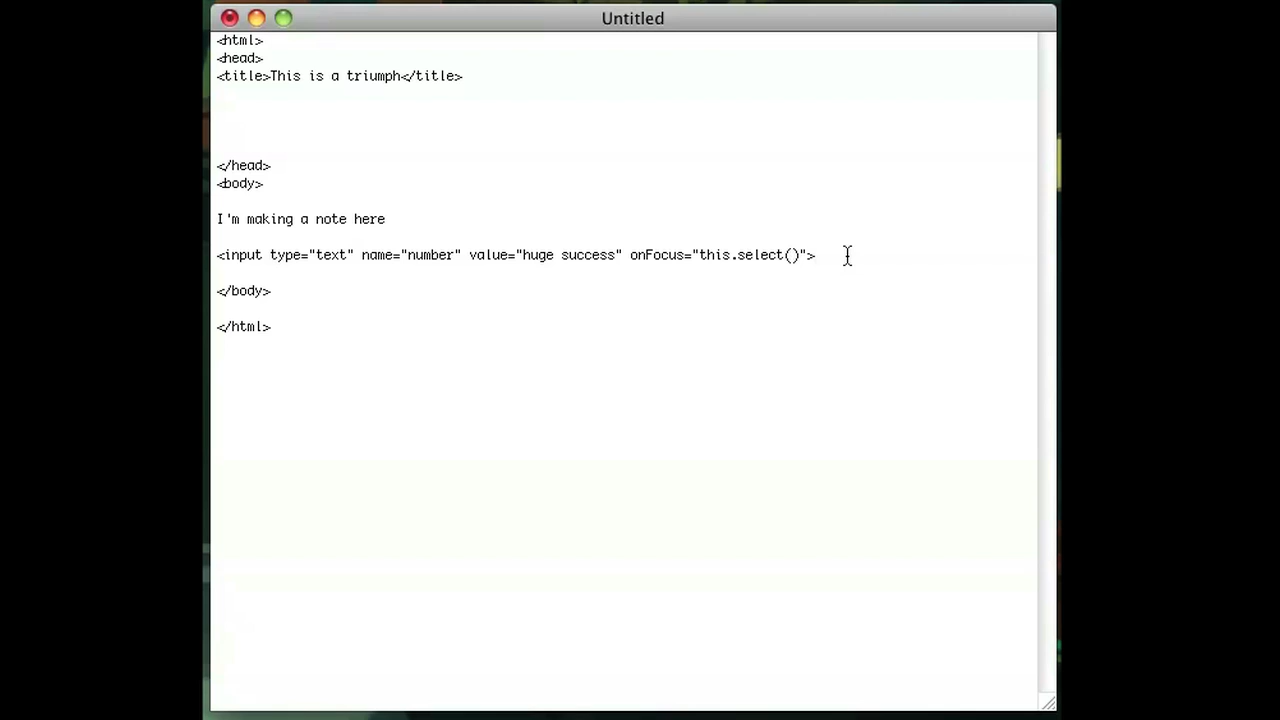 Untitled
<html>
<head>
<title>This is a triumph</title>
</head>
<body>
I'm making a note here
<input type="text" name="number" value="huge success" onFocus="this.select()">
</body>
</html>